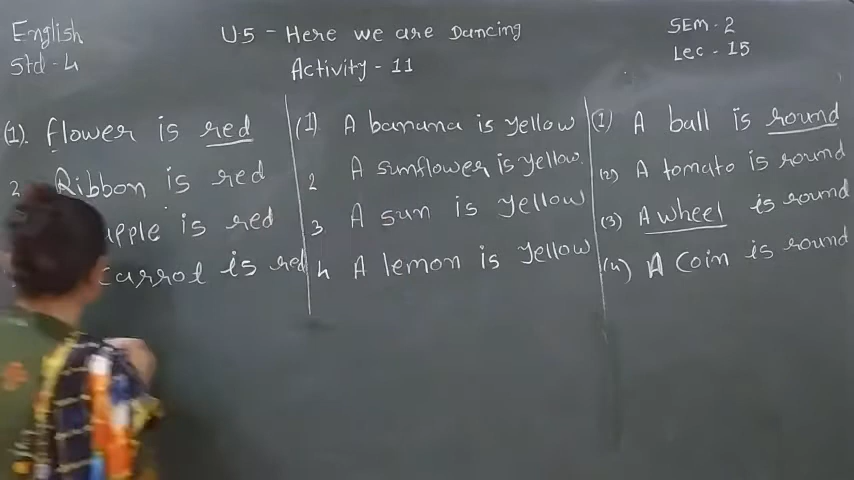 English
Std - 4
U.5 - Here we are Dancing
Activity - 11
SEM - 2
Lec - 15
(1). flower is red
2 Ribbon is red
apple is red
carrot is red
(1). A banana is yellow
2 A sunflower is yellow.
3 A sun is yellow
4 A lemon is yellow
(1) A ball is round
(2) A tomato is round
(3) A wheel is round
(4) A coin is round